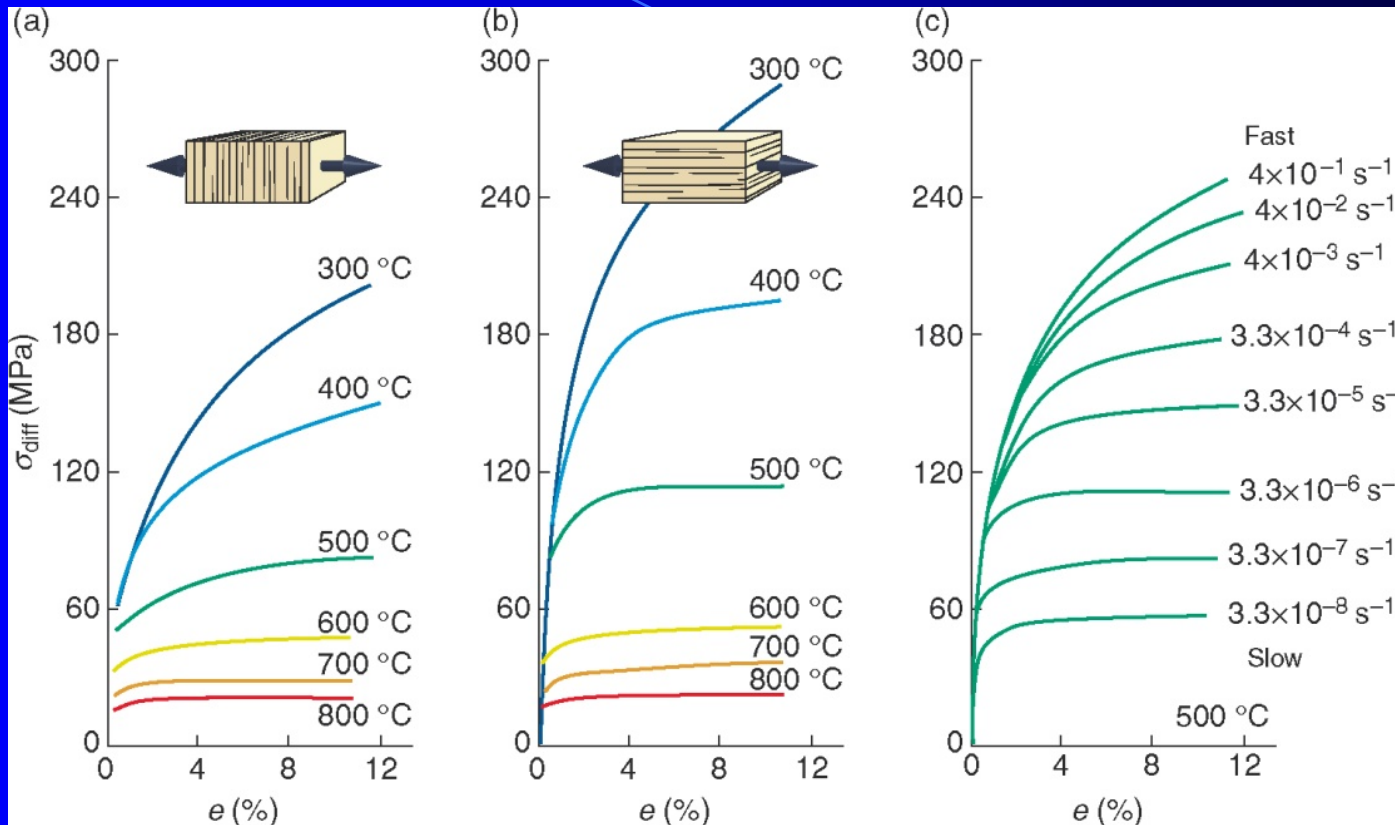 (a)
300
240
180
120
60
0
σdiff (MPa)
300 °C
400 °C
500 °C
600 °C
700 °C
800 °C
0 4 8 12
e (%)
(b)
300
240
180
120
60
0
300 °C
400 °C
500 °C
600 °C
700 °C
800 °C
0 4 8 12
e (%)
(c)
300
240
180
120
60
0
Fast
4×10⁻¹ s⁻¹
4×10⁻² s⁻¹
4×10⁻³ s⁻¹
3.3×10⁻⁴ s⁻¹
3.3×10⁻⁵ s⁻
3.3×10⁻⁶ s⁻
3.3×10⁻⁷ s⁻¹
3.3×10⁻⁸ s⁻¹
Slow
500 °C
0 4 8 12
e (%)